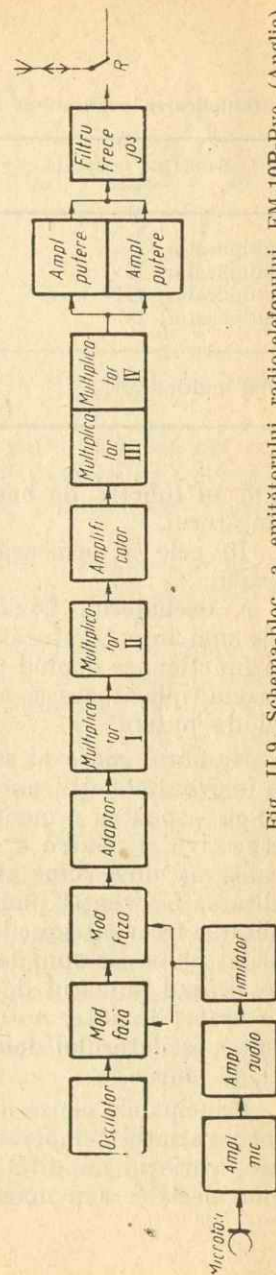 Oscilator
Mod
fază
Mod
faza
Adaptor
Multiplica-
tor
I
Multiplica-
tor
II
Amplifi
cator
Multiplica-
tor
III
Multiplica-
tor
IV
Ampl
putere
Ampl
putere
Filtru
trece
jos
R
Ampl
mic
Ampl
audio
Limitator
Fig. II.9. Schema-bloc a emițătorului radiotelefonului FM-10B-Pye (Anglia)